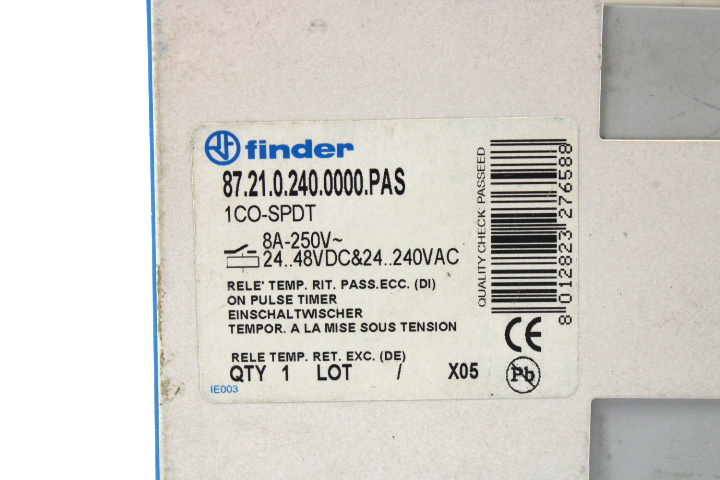 finder
87.21.0.240.0000.PAS
1CO-SPDT
8A-250V~
24..48VDC&24..240VAC
RELE' TEMP. RIT. PASS.ECC. (DI)
ON PULSE TIMER
EINSCHALTWISCHER
TEMPOR. A LA MISE SOUS TENSION
RELE TEMP. RET. EXC. (DE)
QTY 1 LOT / X05
IE003
QUALITY CHECK PASSEED
8 012823 276588
CE
Pb